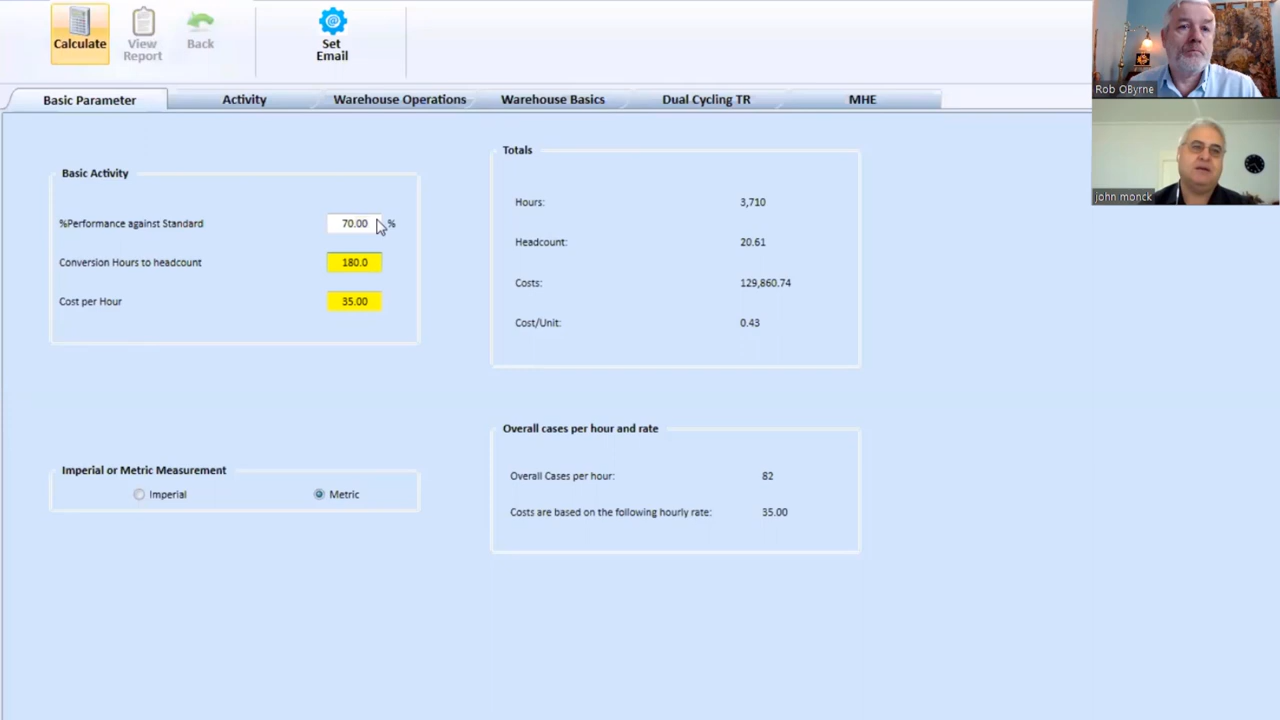 Calculate
View
Report
Back
Set
Email
Basic Parameter
Activity
Warehouse Operations
Warehouse Basics
Dual Cycling TR
MHE
Rob OByrne
john monck
Basic Activity
%Performance against Standard 70.00 %
Conversion Hours to headcount 180.0
Cost per Hour 35.00
Imperial or Metric Measurement
Imperial Metric
Totals
Hours: 3,710
Headcount: 20.61
Costs: 129,860.74
Cost/Unit: 0.43
Overall cases per hour and rate
Overall Cases per hour: 82
Costs are based on the following hourly rate: 35.00